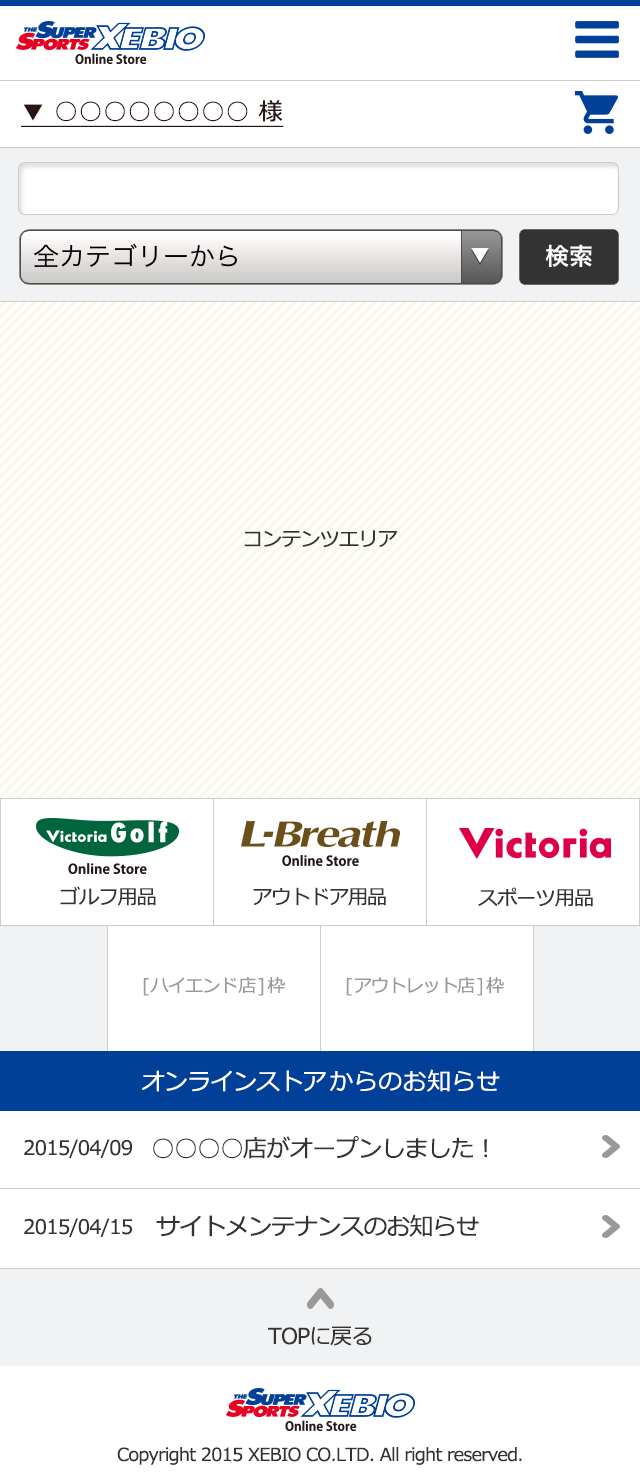 THE SUPER SPORTS XEBIO
Online Store
▼ ○○○○○○○○ 様
全カテゴリーから ▼
検索
コンテンツエリア
Victoria Golf
Online Store
ゴルフ用品
L-Breath
Online Store
アウトドア用品
Victoria
スポーツ用品
[ハイエンド店]枠
[アウトレット店]枠
オンラインストアからのお知らせ
2015/04/09 ○○○○店がオープンしました！
2015/04/15 サイトメンテナンスのお知らせ
TOPに戻る
THE SUPER SPORTS XEBIO
Online Store
Copyright 2015 XEBIO CO.LTD. All right reserved.